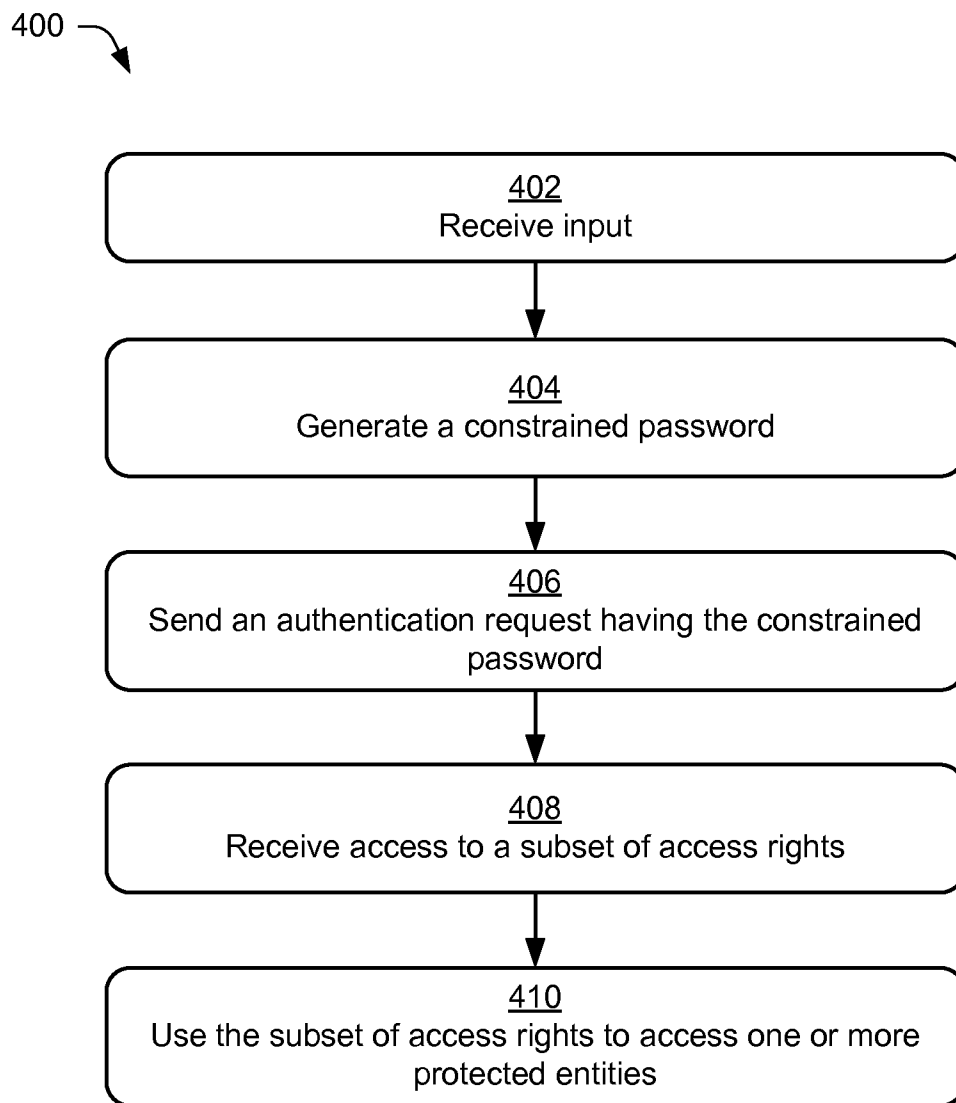 400
402
Receive input
404
Generate a constrained password
406
Send an authentication request having the constrained
password
408
Receive access to a subset of access rights
410
Use the subset of access rights to access one or more
protected entities